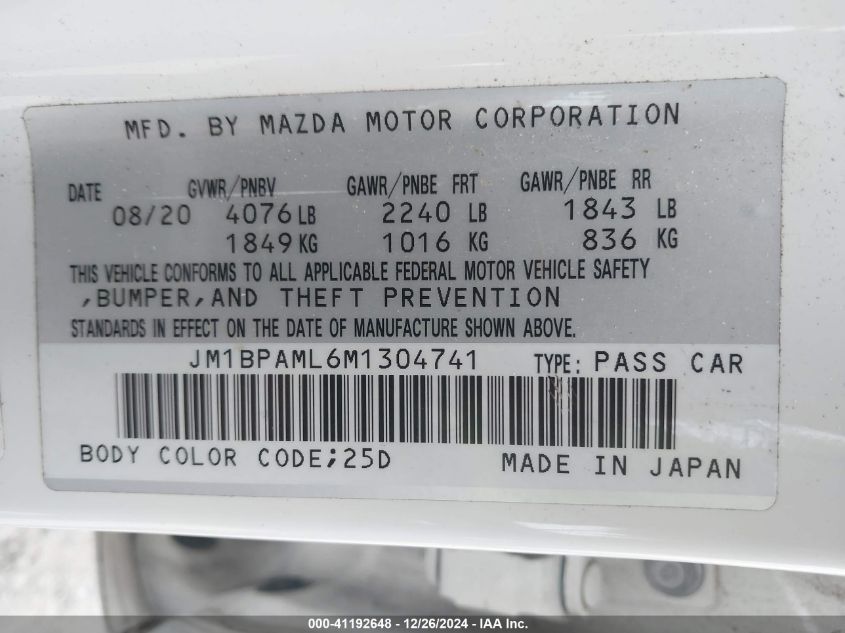 MFD. BY MAZDA MOTOR CORPORATION
DATE GVWR/PNBV GAWR/PNBE FRT GAWR/PNBE RR
08/20 4076 LB 2240 LB 1843 LB
1849 KG 1016 KG 836 KG
THIS VEHICLE CONFORMS TO ALL APPLICABLE FEDERAL MOTOR VEHICLE SAFETY
,BUMPER,AND THEFT PREVENTION
STANDARDS IN EFFECT ON THE DATE OF MANUFACTURE SHOWN ABOVE.
JM1BPAML6M1304741 TYPE: PASS CAR
BODY COLOR CODE;25D MADE IN JAPAN
000-41192648 - 12/26/2024 - IAA Inc.